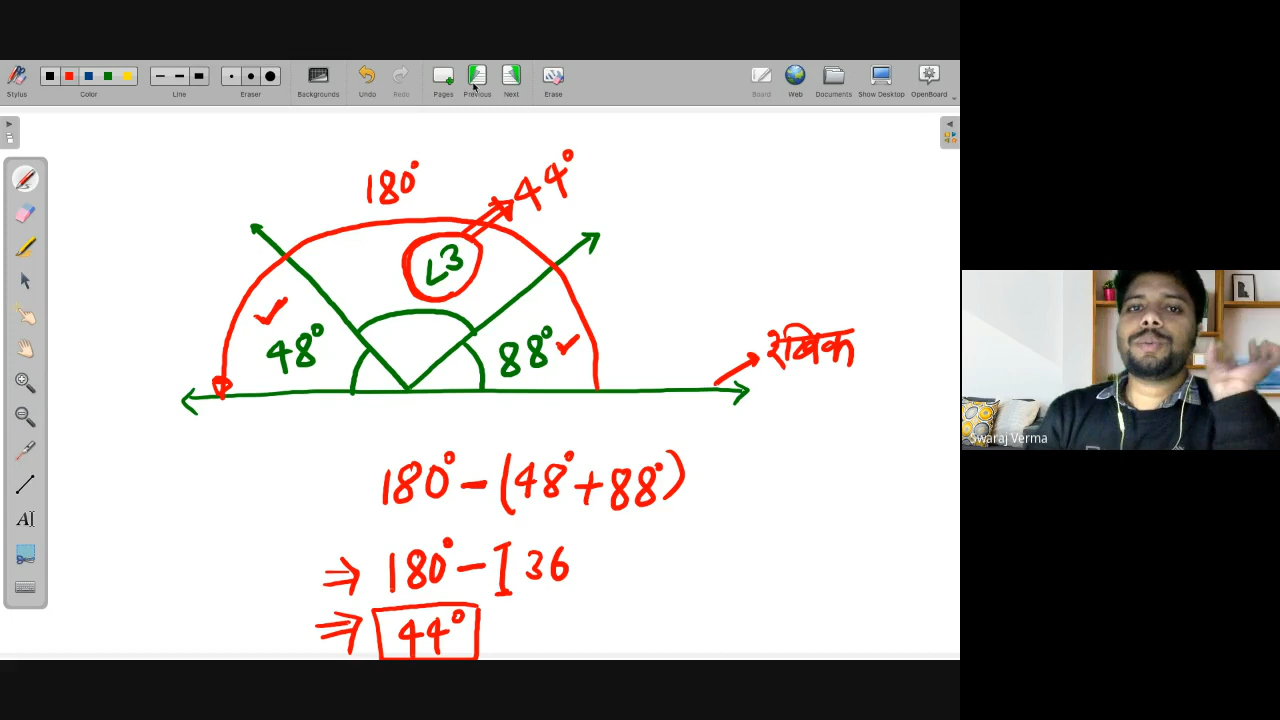 Stylus
Color
Line
Eraser
Backgrounds
Undo
Redo
Pages
Previous
Next
Erase
Board
Web
Documents
Show Desktop
OpenBoard
180°
44°
∠3
48°
88°
रेखिक
180° - (48° + 88°)
⇒ 180° - 136
⇒ 44°
Swaraj Verma